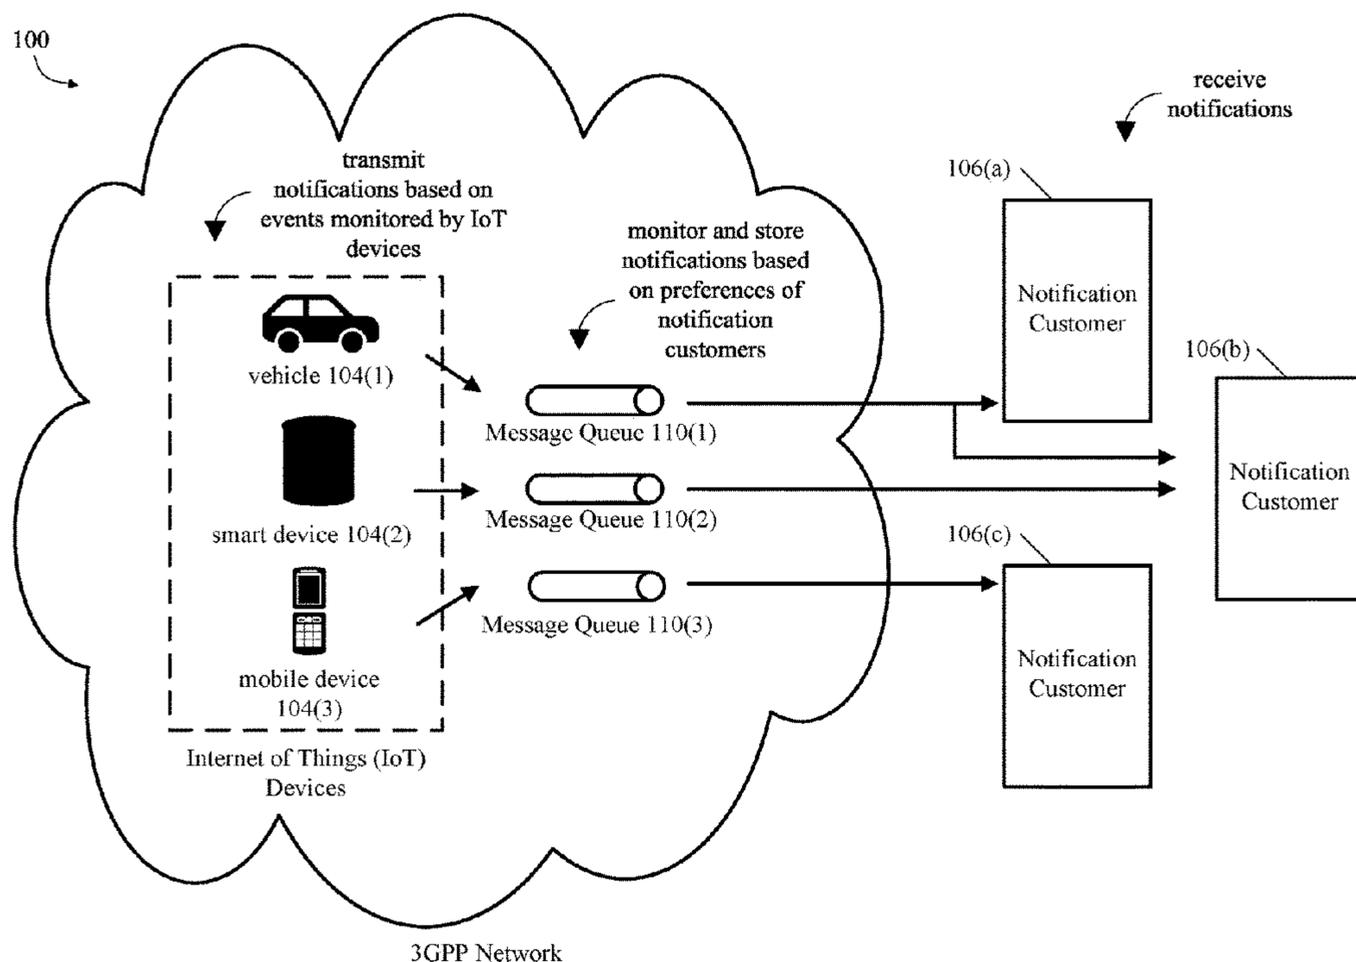 100
receive
notifications
transmit
notifications based on
events monitored by IoT
devices
106(a)
monitor and store
notifications based
on preferences of
notification
customers
Notification
Customer
vehicle 104(1)
106(b)
Message Queue 110(1)
Notification
Customer
smart device 104(2)
Message Queue 110(2)
106(c)
Message Queue 110(3)
mobile device
104(3)
Notification
Customer
Internet of Things (IoT)
Devices
3GPP Network